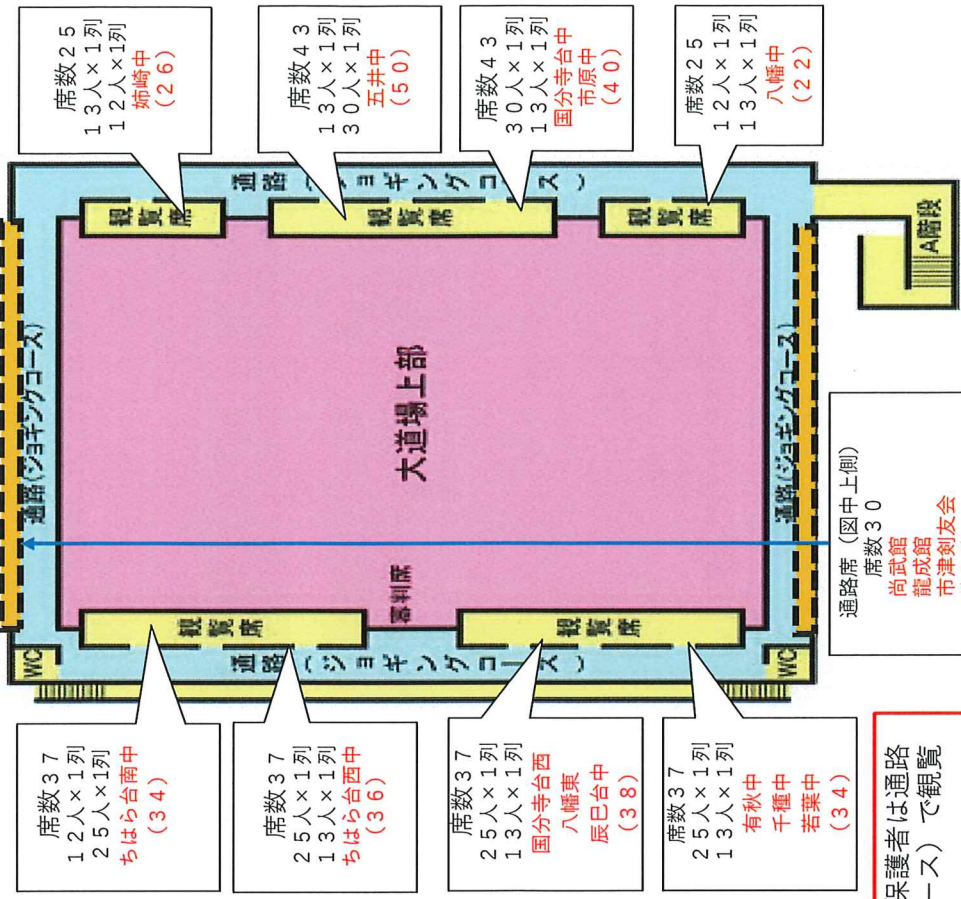 席数25
13人×1列
12人×1列
姉崎中
(26)
席数43
13人×1列
30人×1列
五井中
(50)
席数43
30人×1列
13人×1列
国分寺台中
市原中
(40)
席数25
12人×1列
13人×1列
八幡中
(22)
通路(ジョギングコース)
観覧席
観覧席
観覧席
A階段
通路(ジョギングコース)
大道場上部
通路(ジョギングコース)
審判席
観覧席
観覧席
WC
通路(ジョギングコース)
WC
席数37
12人×1列
25人×1列
ちはら台南中
(34)
席数37
25人×1列
13人×1列
ちはら台西中
(36)
席数37
25人×1列
13人×1列
国分寺台西
八幡東
辰巳台中
(38)
席数37
25人×1列
13人×1列
有秋中
千種中
若葉中
(34)
通路席(図中上側)
席数30
尚武館
龍成館
市津剣友会
保護者は通路
ース)で観覧